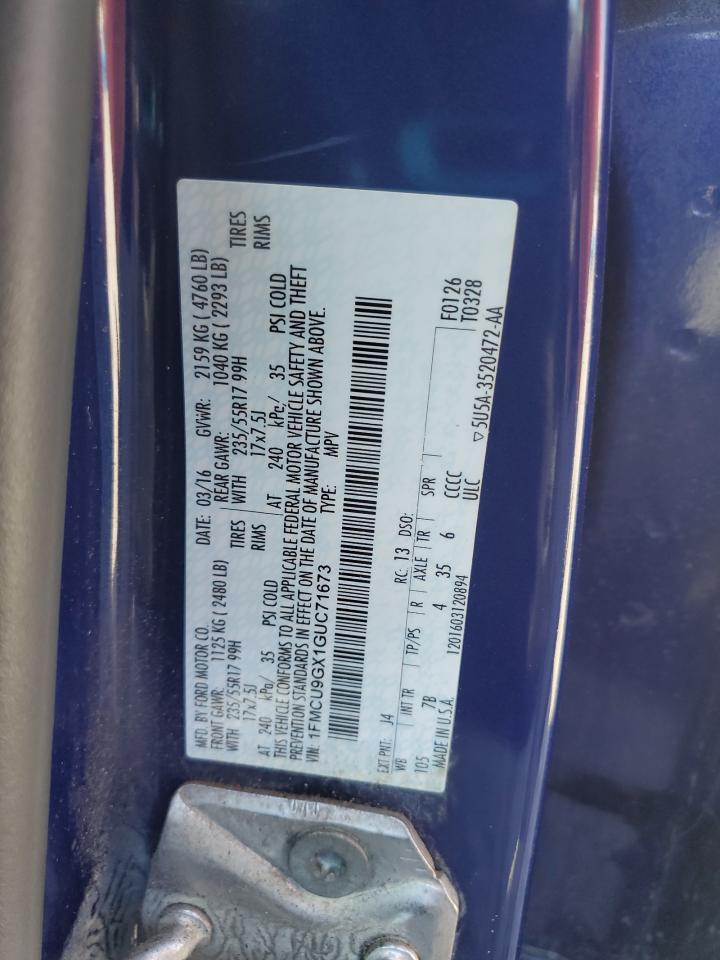 MFD. BY FORD MOTOR CO. DATE: 03/16 GVWR: 2159 KG ( 4760 LB)
FRONT GAWR: 1125 KG ( 2480 LB) REAR GAWR: 1040 KG ( 2293 LB)
WITH 235/55R17 99H TIRES WITH 235/55R17 99H TIRES
17x7.5J RIMS 17x7.5J RIMS
AT 240 kPa/ 35 PSI COLD AT 240 kPa/ 35 PSI COLD
THIS VEHICLE CONFORMS TO ALL APPLICABLE FEDERAL MOTOR VEHICLE SAFETY AND THEFT
PREVENTION STANDARDS IN EFFECT ON THE DATE OF MANUFACTURE SHOWN ABOVE.
VIN: 1FMCU9GX1GUC71673 TYPE: MPV
EXT PNT: J4 RC: 13 DSO:
WB INT TR TP/PS R AXLE TR SPR F0126
105 7B 4 35 6 CCCC T0328
MADE IN U.S.A. 1201603120894 ULC ▽5U5A-3520472-AA